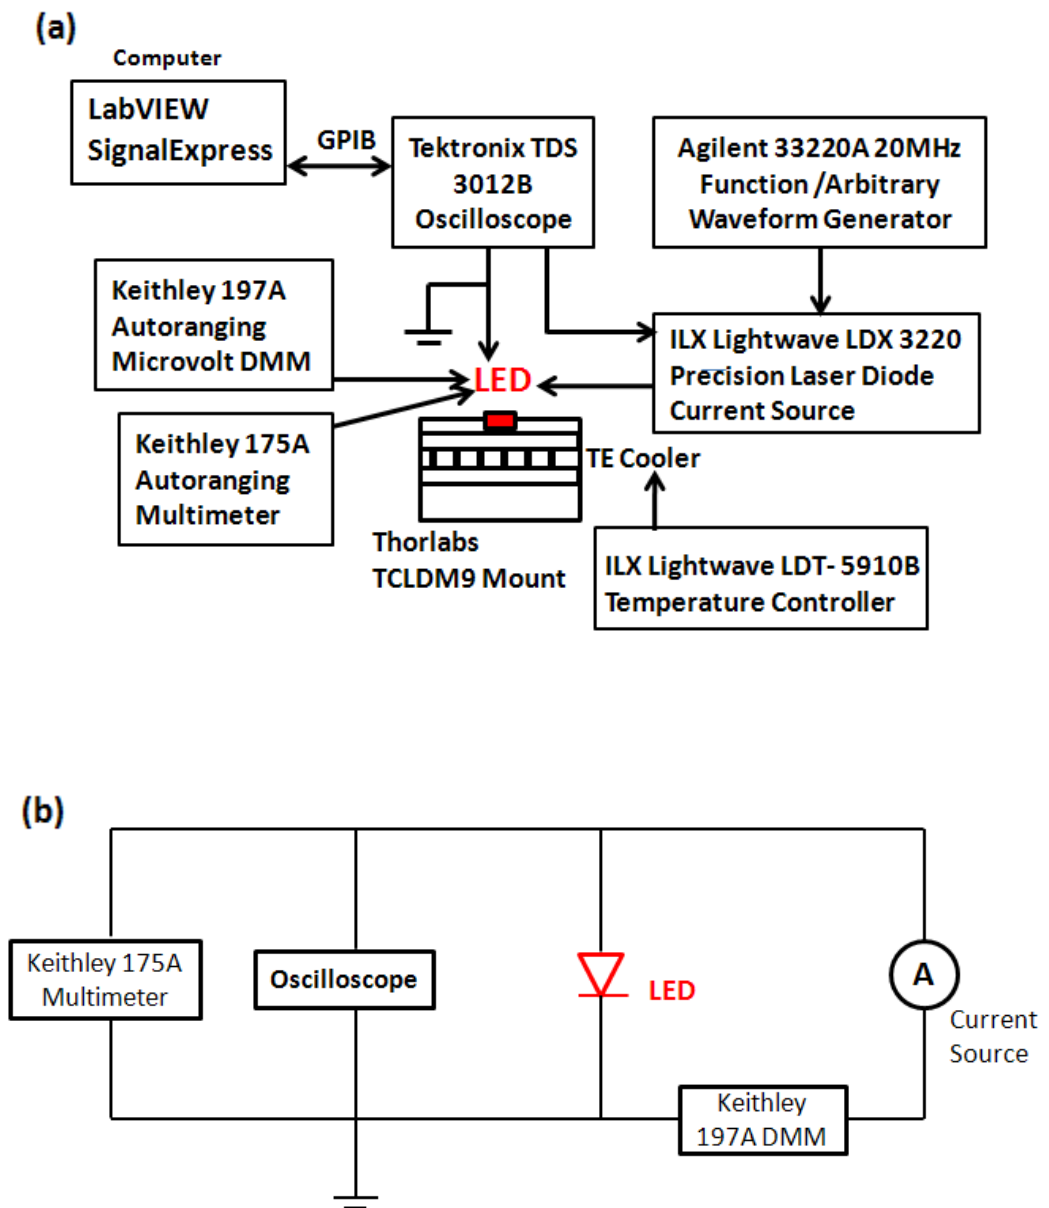 (a)
Computer
LabVIEW
SignalExpress
GPIB
Tektronix TDS
3012B
Oscilloscope
Agilent 33220A 20MHz
Function /Arbitrary
Waveform Generator
Keithley 197A
Autoranging
Microvolt DMM
ILX Lightwave LDX 3220
Precision Laser Diode
Current Source
LED
Keithley 175A
Autoranging
Multimeter
TE Cooler
Thorlabs
TCLDM9 Mount
ILX Lightwave LDT- 5910B
Temperature Controller
(b)
Keithley 175A
Multimeter
Oscilloscope
LED
A
Current
Source
Keithley
197A DMM